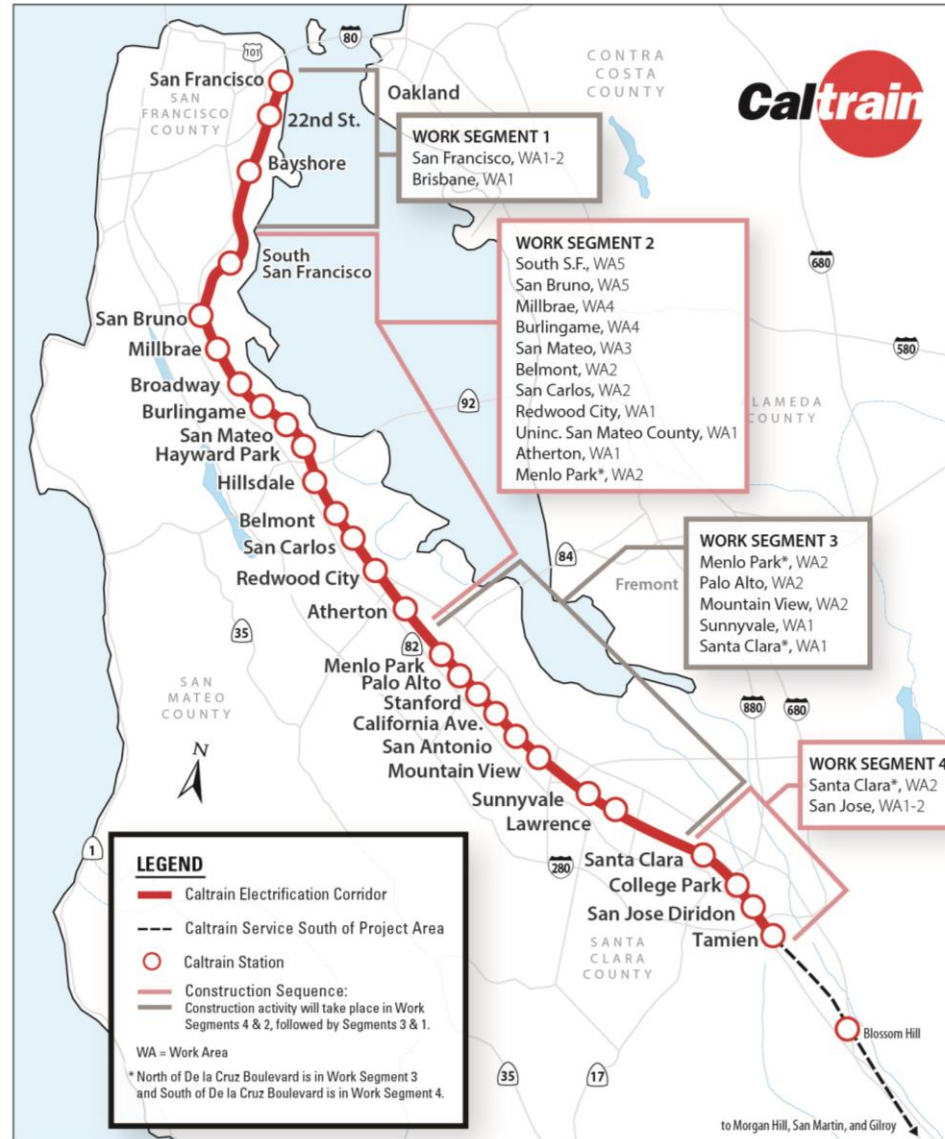 80
101
San Francisco
SAN
FRANCISCO
COUNTY
CONTRA
COSTA
COUNTY
Caltrain
Oakland
22nd St.
Bayshore
WORK SEGMENT 1
San Francisco, WA1-2
Brisbane, WA1
South
San Francisco
WORK SEGMENT 2
South S.F., WA5
San Bruno, WA5
Millbrae, WA4
Burlingame, WA4
San Mateo, WA3
Belmont, WA2
San Carlos, WA2
Redwood City, WA1
Uninc. San Mateo County, WA1
Atherton, WA1
Menlo Park*, WA2
680
580
San Bruno
Millbrae
Broadway
Burlingame
San Mateo
Hayward Park
Hillsdale
Belmont
San Carlos
Redwood City
Atherton
92
LAMEDA
COUNTY
84
Fremont
WORK SEGMENT 3
Menlo Park*, WA2
Palo Alto, WA2
Mountain View, WA2
Sunnyvale, WA1
Santa Clara*, WA1
35
82
SAN
MATEO
COUNTY
N
Menlo Park
Palo Alto
Stanford
California Ave.
San Antonio
Mountain View
Sunnyvale
Lawrence
880
680
WORK SEGMENT 4
Santa Clara*, WA2
San Jose, WA1-2
1
280
Santa Clara
College Park
San Jose Diridon
Tamien
SANTA
CLARA
COUNTY
LEGEND
Caltrain Electrification Corridor
Caltrain Service South of Project Area
Caltrain Station
Construction Sequence:
Construction activity will take place in Work
Segments 4 & 2, followed by Segments 3 & 1.
WA = Work Area
* North of De la Cruz Boulevard is in Work Segment 3
and South of De la Cruz Boulevard is in Work Segment 4.
35
17
Blossom Hill
to Morgan Hill, San Martin, and Gilroy